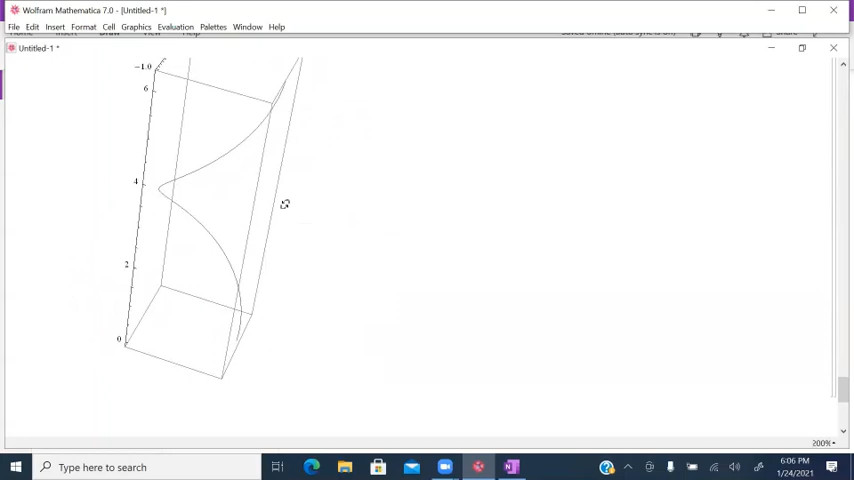 Wolfram Mathematica 7.0 - [Untitled-1 *]
File Edit Insert Format Cell Graphics Evaluation Palettes Window Help
Untitled-1 *
-1.0
6
4
2
0
200%
Type here to search
6:06 PM
1/24/2021